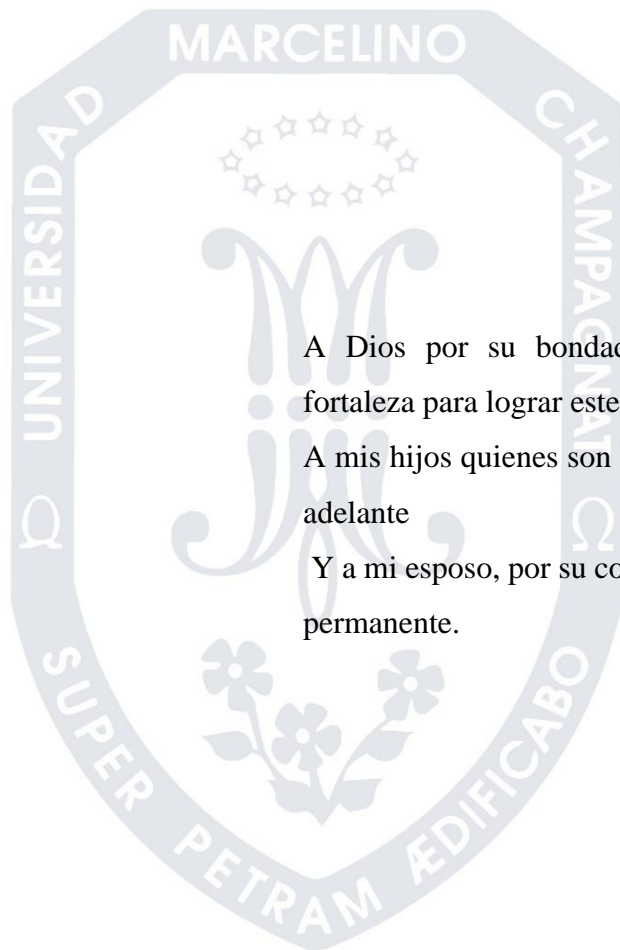 UNIVERSIDAD MARCELINO CHAMPAGNAT
A Dios por su bondad
fortaleza para lograr este
A mis hijos quienes son
adelante
Y a mi esposo, por su
permanente.
SUPER PETRAM ÆDIFICABO